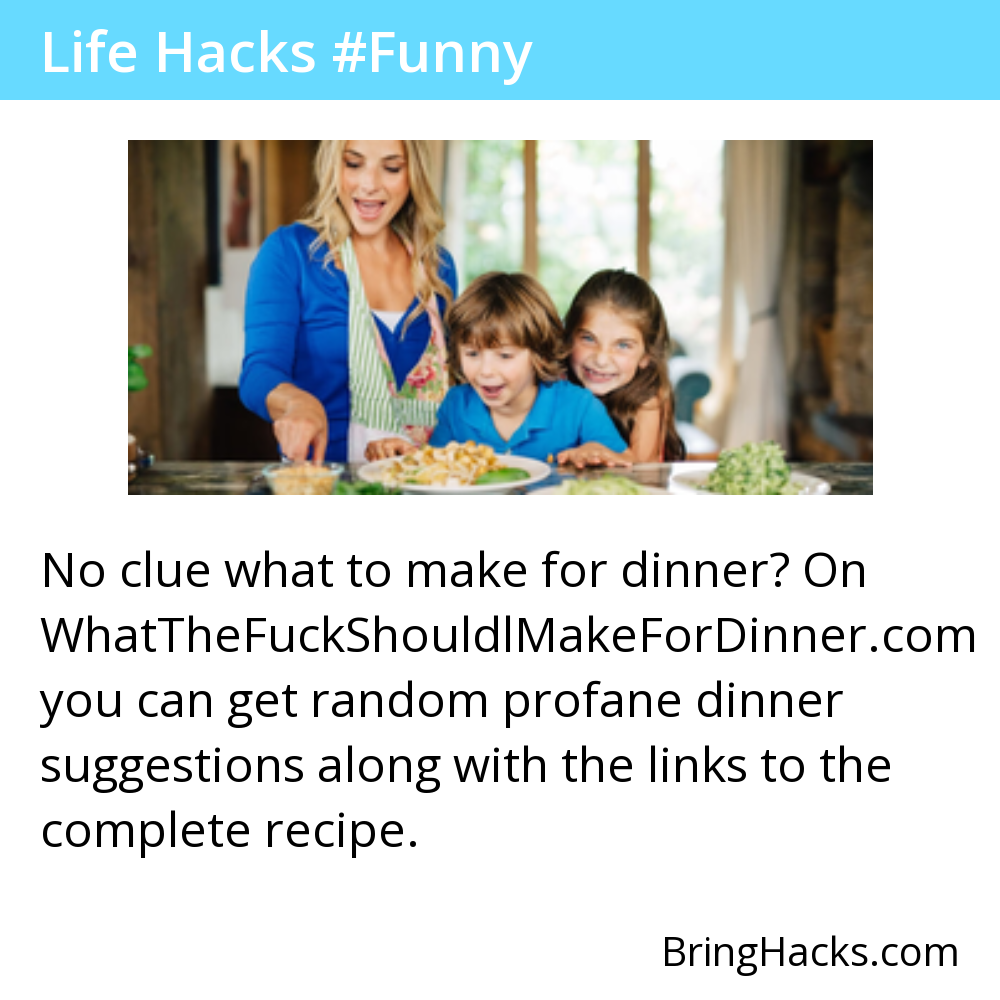 Life Hacks #Funny
No clue what to make for dinner? On
WhatTheFuckShouldlMakeForDinner.com
you can get random profane dinner
suggestions along with the links to the
complete recipe.
BringHacks.com